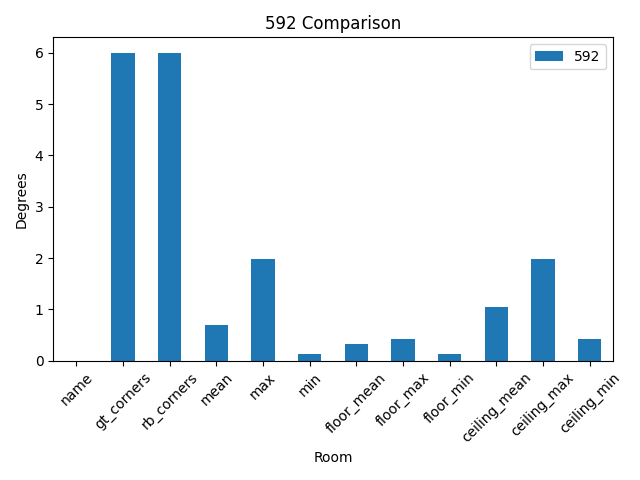 592 Comparison
592
Degrees
6
5
4
3
2
1
0
name
gt_corners
rb_corners
mean
max
min
floor_mean
floor_max
floor_min
ceiling_mean
ceiling_max
ceiling_min
Room